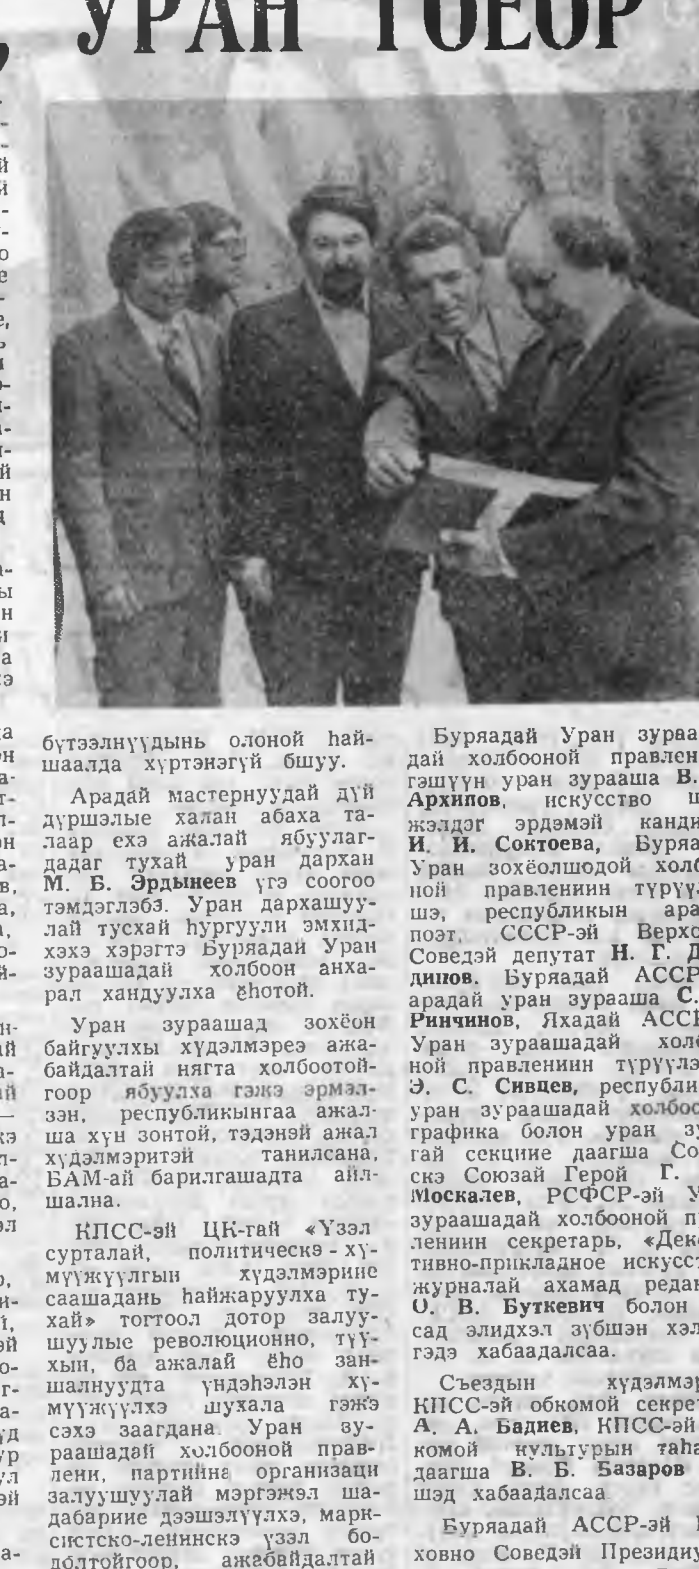 УРАН ГОЕОР
бүтээлнүүдынь олоной һай-
шаалда хүртэнэгүй бшуу.
Арадай мастернуудай дүй
дүршэлые халан абаха та-
лаар ехэ ажалай ябуулаг-
дадаг тухай уран дархан
М. Б. Эрдынеев үгэ соогоо
тэмдэглэбэ. Уран дархашуу-
лай тусхай һургуули эмхид-
хэхэ хэрэгтэ Буряадай Уран
зураашадай холбоон анха-
рал хандуулха ёһотой.
Уран зураашад зохёон
байгуулхы хүдэлмэреэ ажа-
байдалтай нягта холбоотой-
гоор ябуулха гэжэ эрмэл-
зэн, республикынгаа ажал-
ша хүн зонтой, тэдэнэй ажал
хүдэлмэритэй танилсана,
БАМ-ай барилгашадта айл-
шална.
КПСС-эй ЦК-гай «Үзэл
сурталай, политическэ-хү-
мүүжүүлгын хүдэлмэриие
саашадань һайжаруулха ту-
хай» тогтоол дотор залуу-
шуулые революционно, түү-
хын, ба ажалай ёһо зан-
шалнуудта үндэһэлэн хү-
мүүжүүлхэ шухала гэжэ
сэхэ заагдана. Уран зу-
раашадай холбооной прав-
лени, партийна организаци
залуушуулай мэргэжэл ша-
дабариие дээшэлүүлхэ, марк-
систско-ленинскэ үзэл бо-
долтойгоор, ажабайдалтай
Буряадай Уран зураа
дай холбооной правлен
гэшүүн уран зурааша В.
Архипов, искусство ш
жэлдэг эрдэмэй канди
И. И. Соктоева, Буряа
Уран зохёолшодой холб
ной правлениин түрүү
шэ, республикын ара
поэт, СССР-эй Верхо
Соведэй депутат Н. Г. Д
динов. Буряадай АССР
арадай уран зурааша С.
Ринчинов, Яхадай АССР
Уран зураашадай хол
ной правлениин түрүүлэ
Э. С. Сивцев, республи
уран зураашадай холбоо
графика болон уран зу
гай секциие даагша Со
скэ Союзай Герой Г.
Москалев, РСФСР-эй У
зураашадай холбооной п
лениин секретарь, «Дек
тивно-прикладное искусст
журналай ахамад редак
О. В. Буткевич болон
сад элидхэл зүбшэн хэл
гэдэ хабаадалсаа.
Съездын хүдэлмэр
КПСС-эй обкомой секрет
А. А. Бадиев, КПСС-эй
комой культурын таһа
даагша В. Б. Базаров
шэд хабаадалсаа
Буряадай АССР-эй
ховно Соведэй Президиу